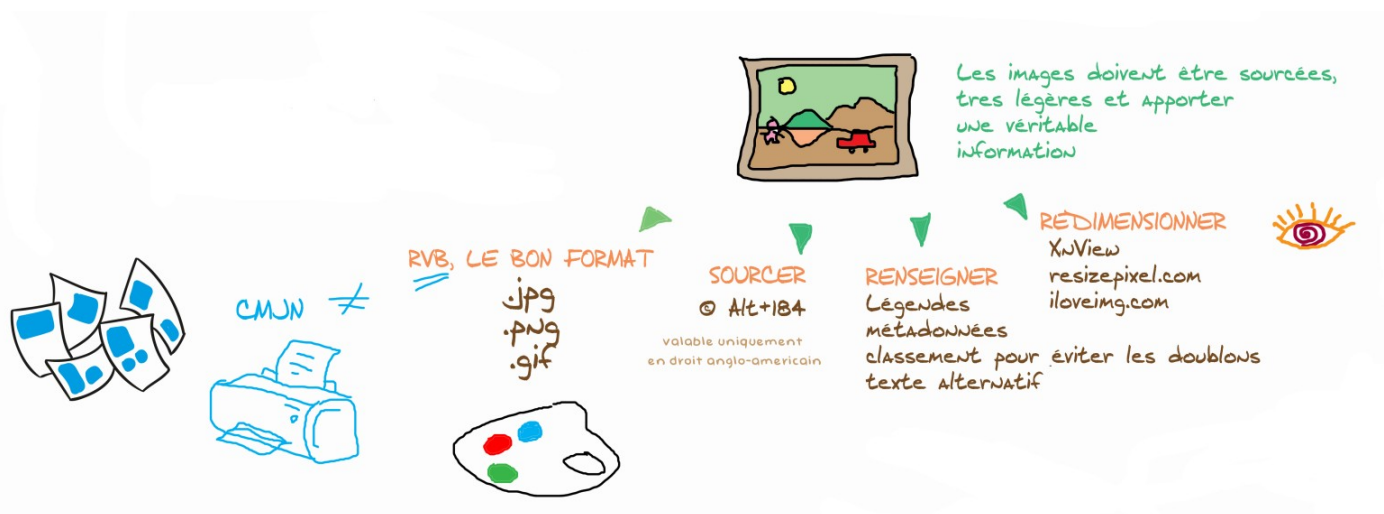 Les images doivent être sourcées,
tres légères et apporter
une véritable
information
CMJN ≠
RVB, LE BON FORMAT
.jpg
.png
.gif
SOURCER
© Alt+184
valable uniquement
en droit anglo-americain
RENSEIGNER
Légendes
métadonnées
classement pour éviter les doublons
texte alternatif
REDIMENSIONNER
XnView
resizepixel.com
iloveimg.com